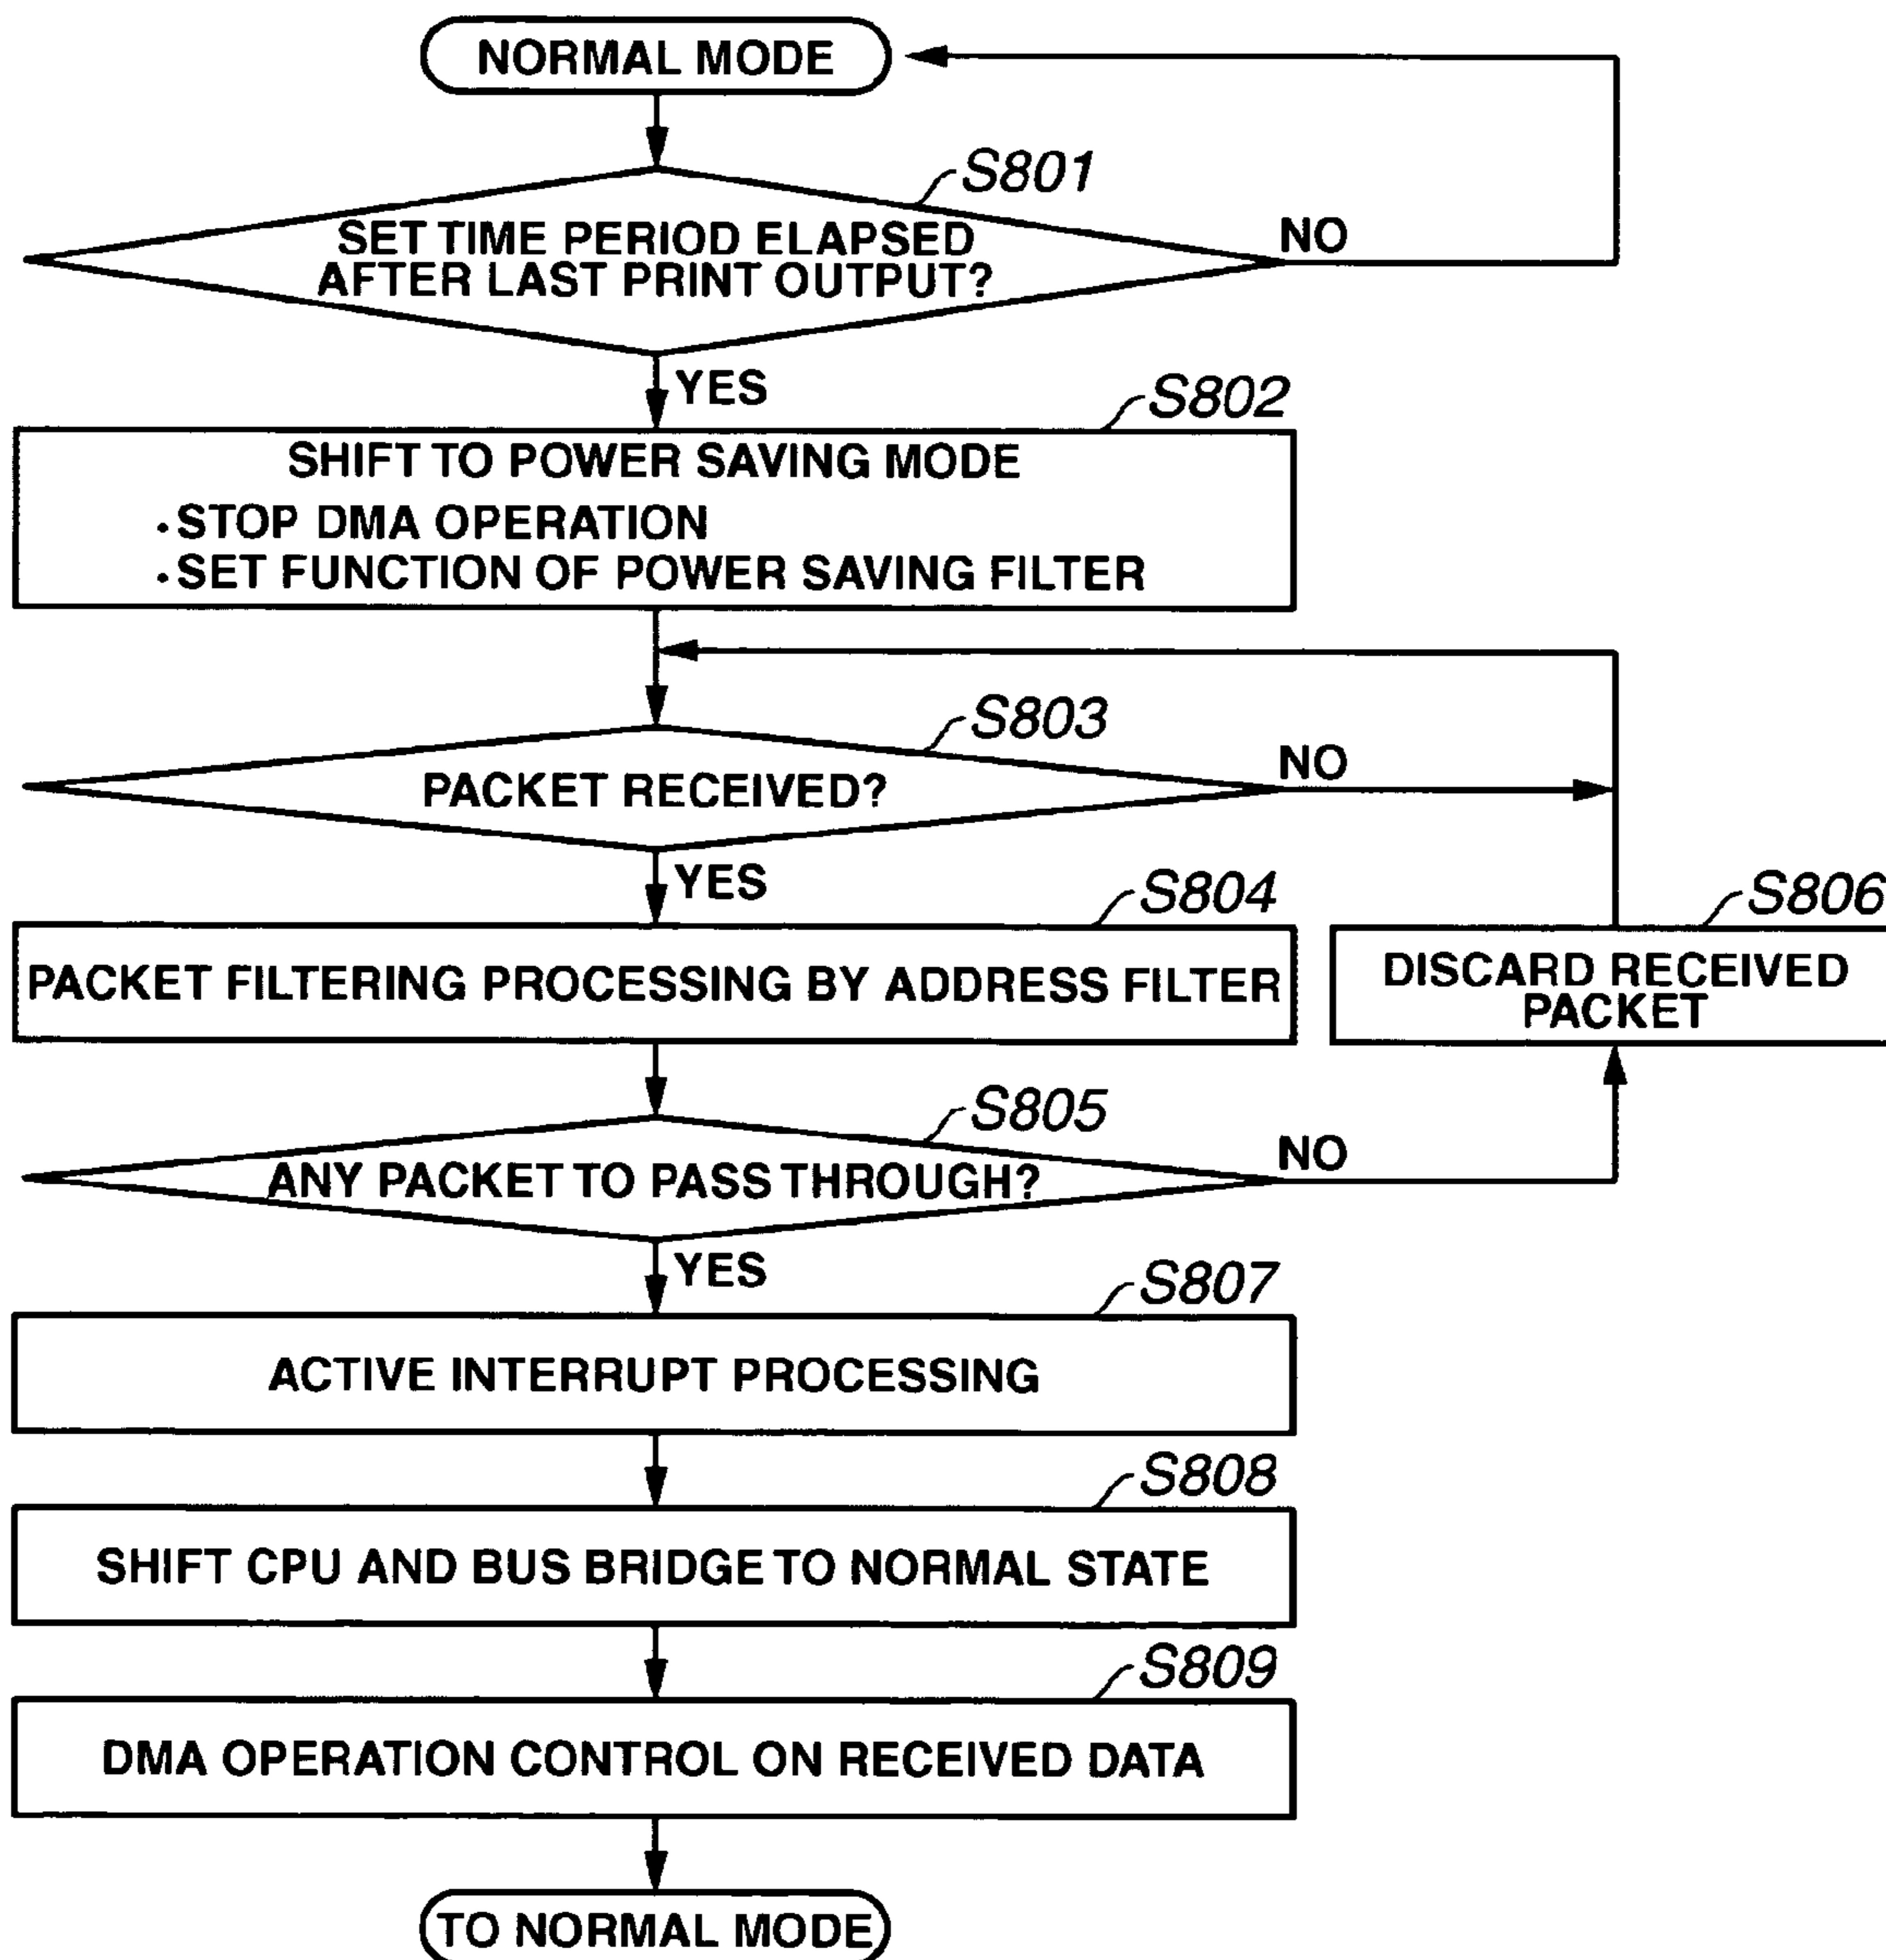 NORMAL MODE
S801
SET TIME PERIOD ELAPSED
AFTER LAST PRINT OUTPUT?
NO
YES
S802
SHIFT TO POWER SAVING MODE
•STOP DMA OPERATION
•SET FUNCTION OF POWER SAVING FILTER
S803
PACKET RECEIVED?
NO
YES
S804
PACKET FILTERING PROCESSING BY ADDRESS FILTER
S806
DISCARD RECEIVED
PACKET
S805
ANY PACKET TO PASS THROUGH?
NO
YES
S807
ACTIVE INTERRUPT PROCESSING
S808
SHIFT CPU AND BUS BRIDGE TO NORMAL STATE
S809
DMA OPERATION CONTROL ON RECEIVED DATA
TO NORMAL MODE